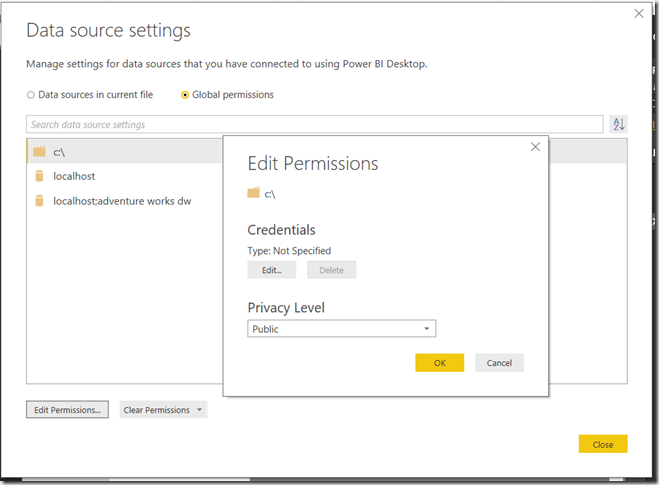 Data source settings
Manage settings for data sources that you have connected to using Power BI Desktop.
Data sources in current file Global permissions
Search data source settings
c:\
localhost
localhost;adventure works dw
Edit Permissions
c:\
Credentials
Type: Not Specified
Edit... Delete
Privacy Level
Public
OK Cancel
Edit Permissions... Clear Permissions
Close